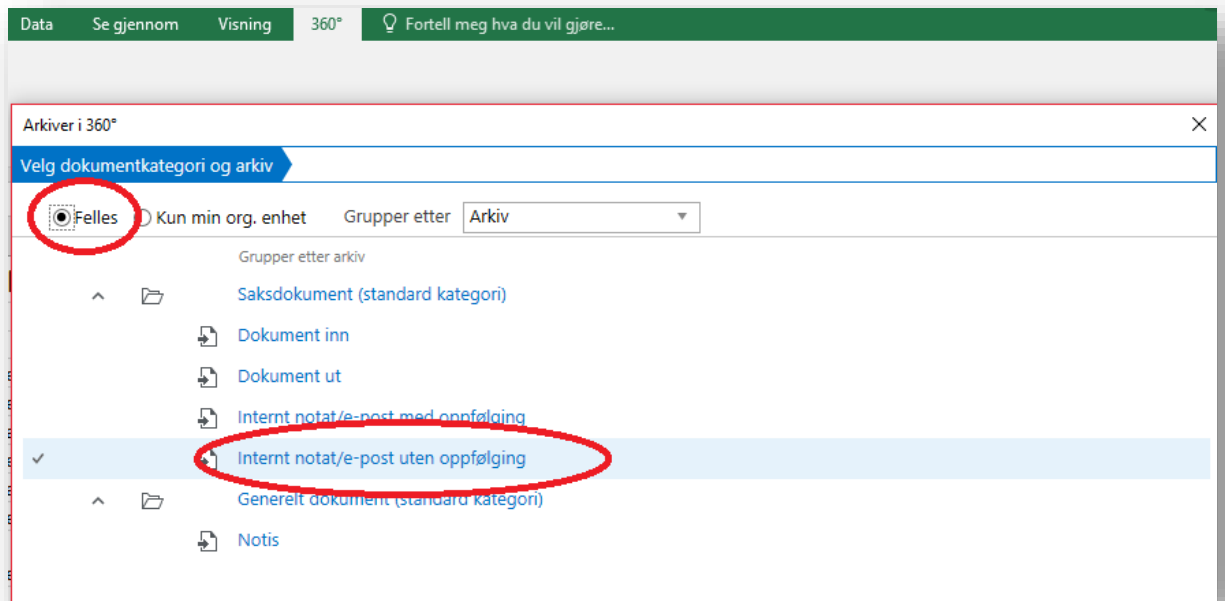 Data Se gjennom Visning 360° Fortell meg hva du vil gjøre...
Arkiver i 360°
Velg dokumentkategori og arkiv
Felles Kun min org. enhet Grupper etter Arkiv
Grupper etter arkiv
Saksdokument (standard kategori)
Dokument inn
Dokument ut
Internt notat/e-post med oppfølging
Internt notat/e-post uten oppfølging
Generelt dokument (standard kategori)
Notis